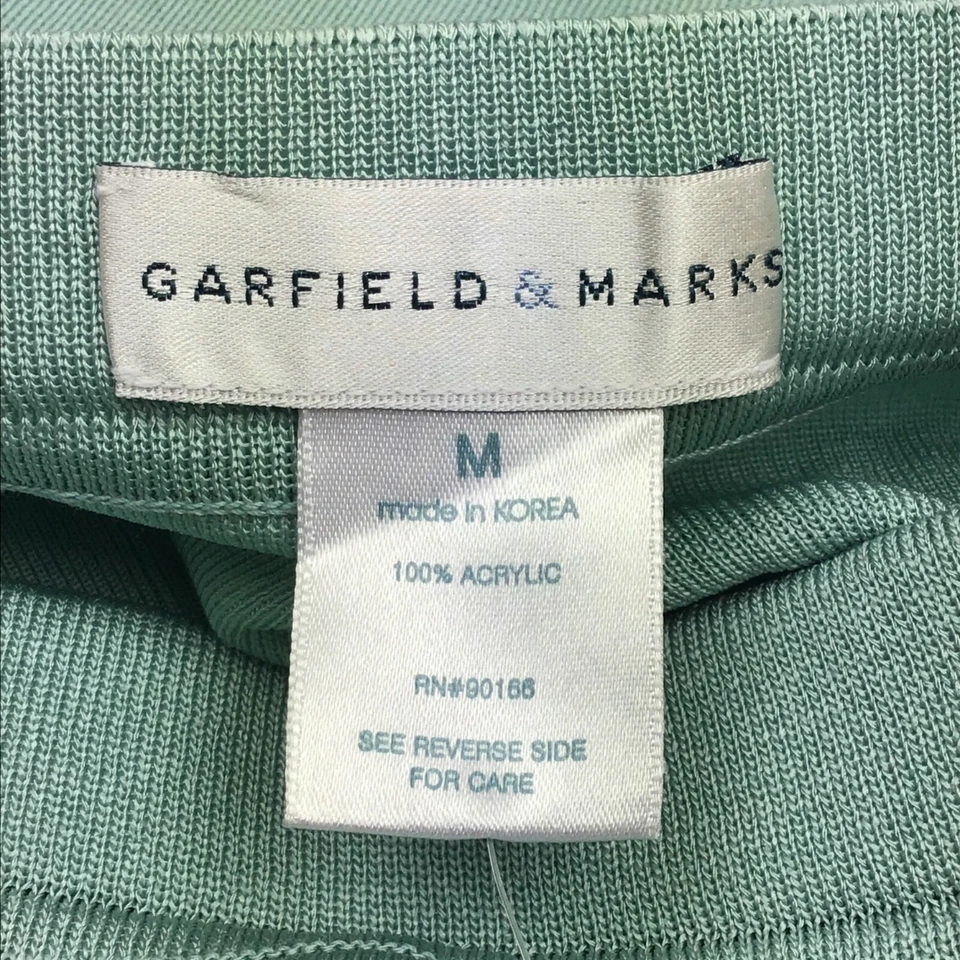 GARFIELD & MARKS
M
made in KOREA
100% ACRYLIC
RN#90166
SEE REVERSE SIDE
FOR CARE